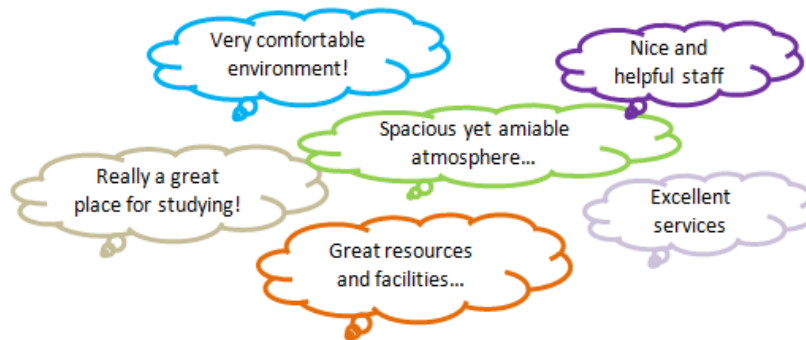 Very comfortable
environment!
Nice and
helpful staff
Spacious yet amiable
atmosphere...
Really a great
place for studying!
Excellent
services
Great resources
and facilities...